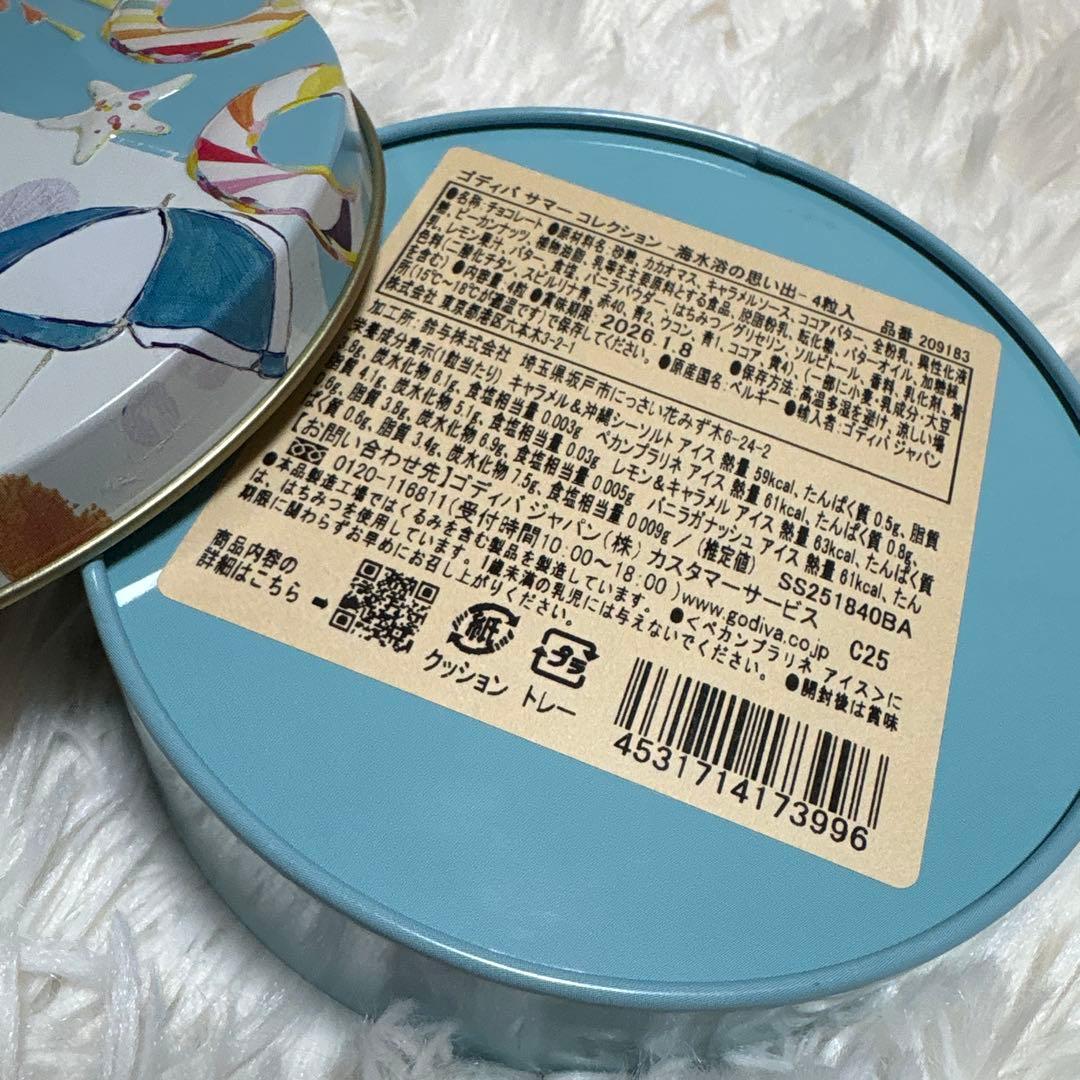 ゴディバ サマー コレクション -海水浴の思い出- 4粒入 品番 209183
●名称:チョコレート ●原材料名:砂糖、カカオマス、キャラメルソース、ココアバター、全粉乳、異性化液
糖、ピーカンナッツ、植物油脂、乳等を主要原料とする食品、脱脂粉乳、転化糖、バターオイル、加糖練
乳、レモン果汁、バター、食塩、バニラパウダー、はちみつ/グリセリン、ソルビトール、香料、乳化剤、着
色料(二酸化チタン、スピルリナ青、赤40、青2、ウコン、青1、ココア、黄4)、(一部に小麦・乳成分・大豆
を含む) ●内容量:4粒 ●賞味期限 2026.1.8 ●保存方法:高温多湿を避け、涼しい場
所(15℃〜18℃が適温です)で保存してください。 ●原産国名:ベルギー ●輸入者:ゴディバ ジャパン
株式会社 東京都港区六本木3-2-1
加工所:鈴与株式会社 埼玉県坂戸市にっさい花みず木6-24-2
栄養成分表示(1粒当たり) キャラメル&沖縄シーソルト アイス 熱量 59kcal、たんぱく質 0.5g、脂質
炭水化物 6.1g、食塩相当量 0.03g ペカンプラリネ アイス 熱量 61kcal、たんぱく質 0.8g、
脂質 4.1g、炭水化物 5.1g、食塩相当量 0.03g レモン&キャラメル アイス 熱量 63kcal、たんぱく質
脂質 3.8g、炭水化物 6.9g、食塩相当量 0.005g バニラガナッシュ アイス 熱量 61kcal、たん
ぱく質 0.6g、脂質 3.4g、炭水化物 7.5g、食塩相当量 0.009g / (推定値) SS251840BA
【お問い合わせ先】ゴディバ ジャパン(株) カスタマーサービス C25
0120-116811(受付時間10:00〜18:00)www.godiva.co.jp
●本品製造工場ではくるみを含む製品を製造しています。 ●<ペカンプラリネ アイス>に
は、はちみつを使用しています。1歳未満の乳児には与えないでください。 ●開封後は賞味
期限に関わらずお早めにお召し上がりください。
商品内容の
詳細はこちら ➡
紙
プラ
クッション トレー
4531714173996